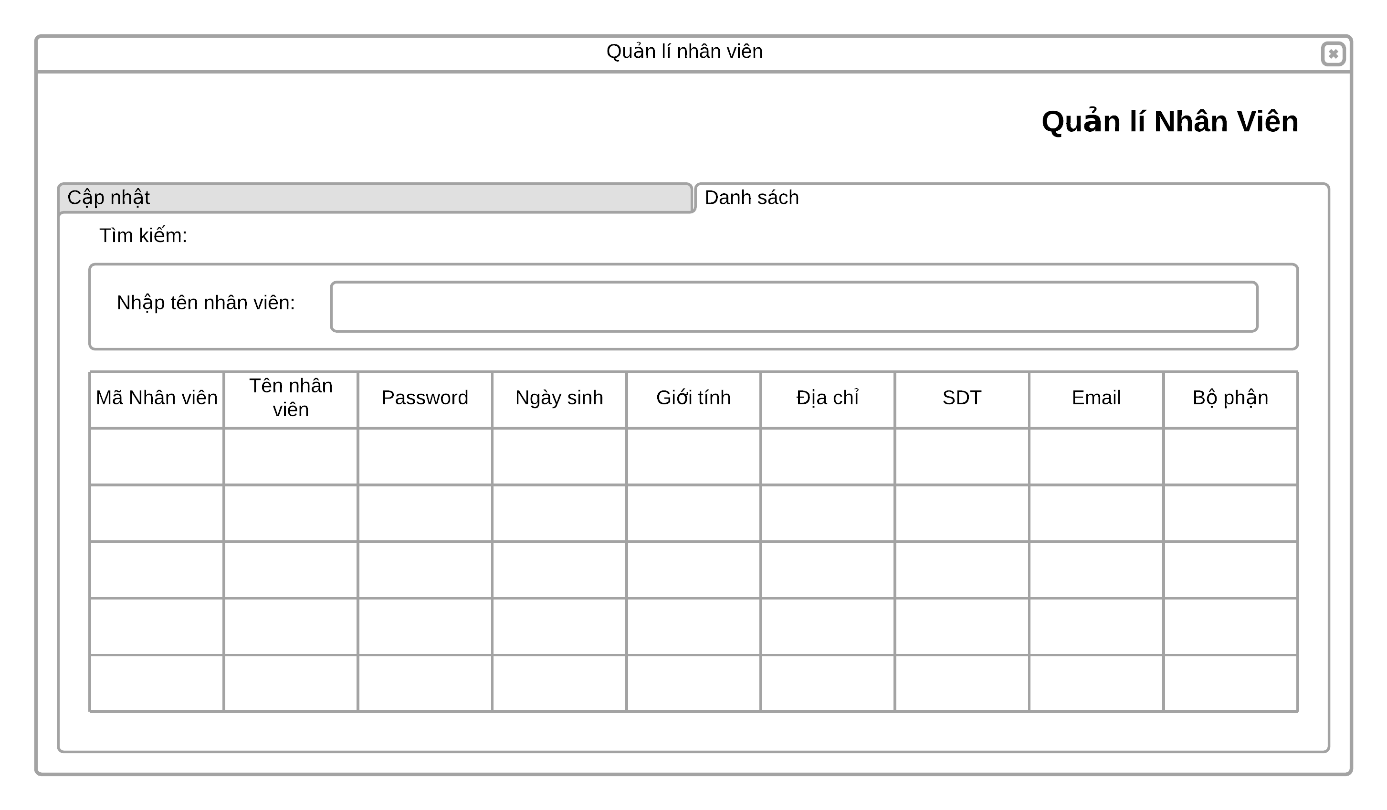 Quản lí nhân viên
Quản lí Nhân Viên
Cập nhật
Danh sách
Tìm kiếm:
Nhập tên nhân viên:
Mã Nhân viên
Tên nhân
viên
Password
Ngày sinh
Giới tính
Địa chỉ
SDT
Email
Bộ phận